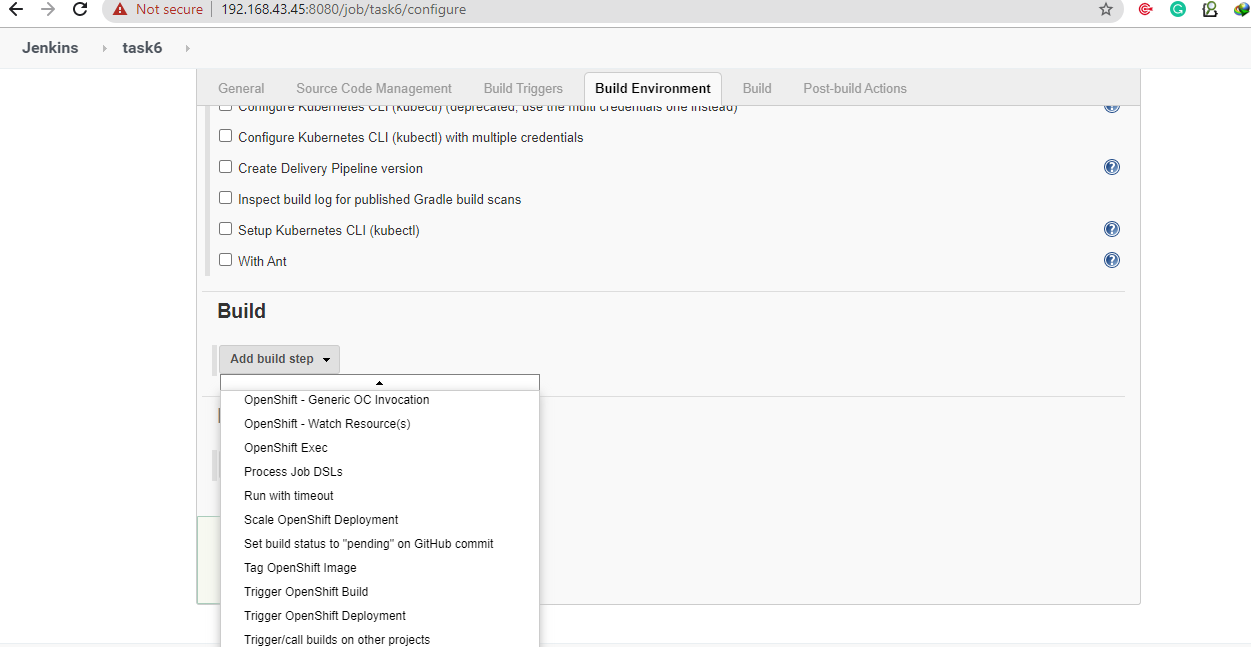 Not secure | 192.168.43.45:8080/job/task6/configure
Jenkins task6
General Source Code Management Build Triggers Build Environment Build Post-build Actions
Configure Kubernetes CLI (kubectl) (deprecated, use the multi credentials one instead)
Configure Kubernetes CLI (kubectl) with multiple credentials
Create Delivery Pipeline version
Inspect build log for published Gradle build scans
Setup Kubernetes CLI (kubectl)
With Ant
Build
Add build step
OpenShift - Generic OC Invocation
OpenShift - Watch Resource(s)
OpenShift Exec
Process Job DSLs
Run with timeout
Scale OpenShift Deployment
Set build status to "pending" on GitHub commit
Tag OpenShift Image
Trigger OpenShift Build
Trigger OpenShift Deployment
Trigger/call builds on other projects